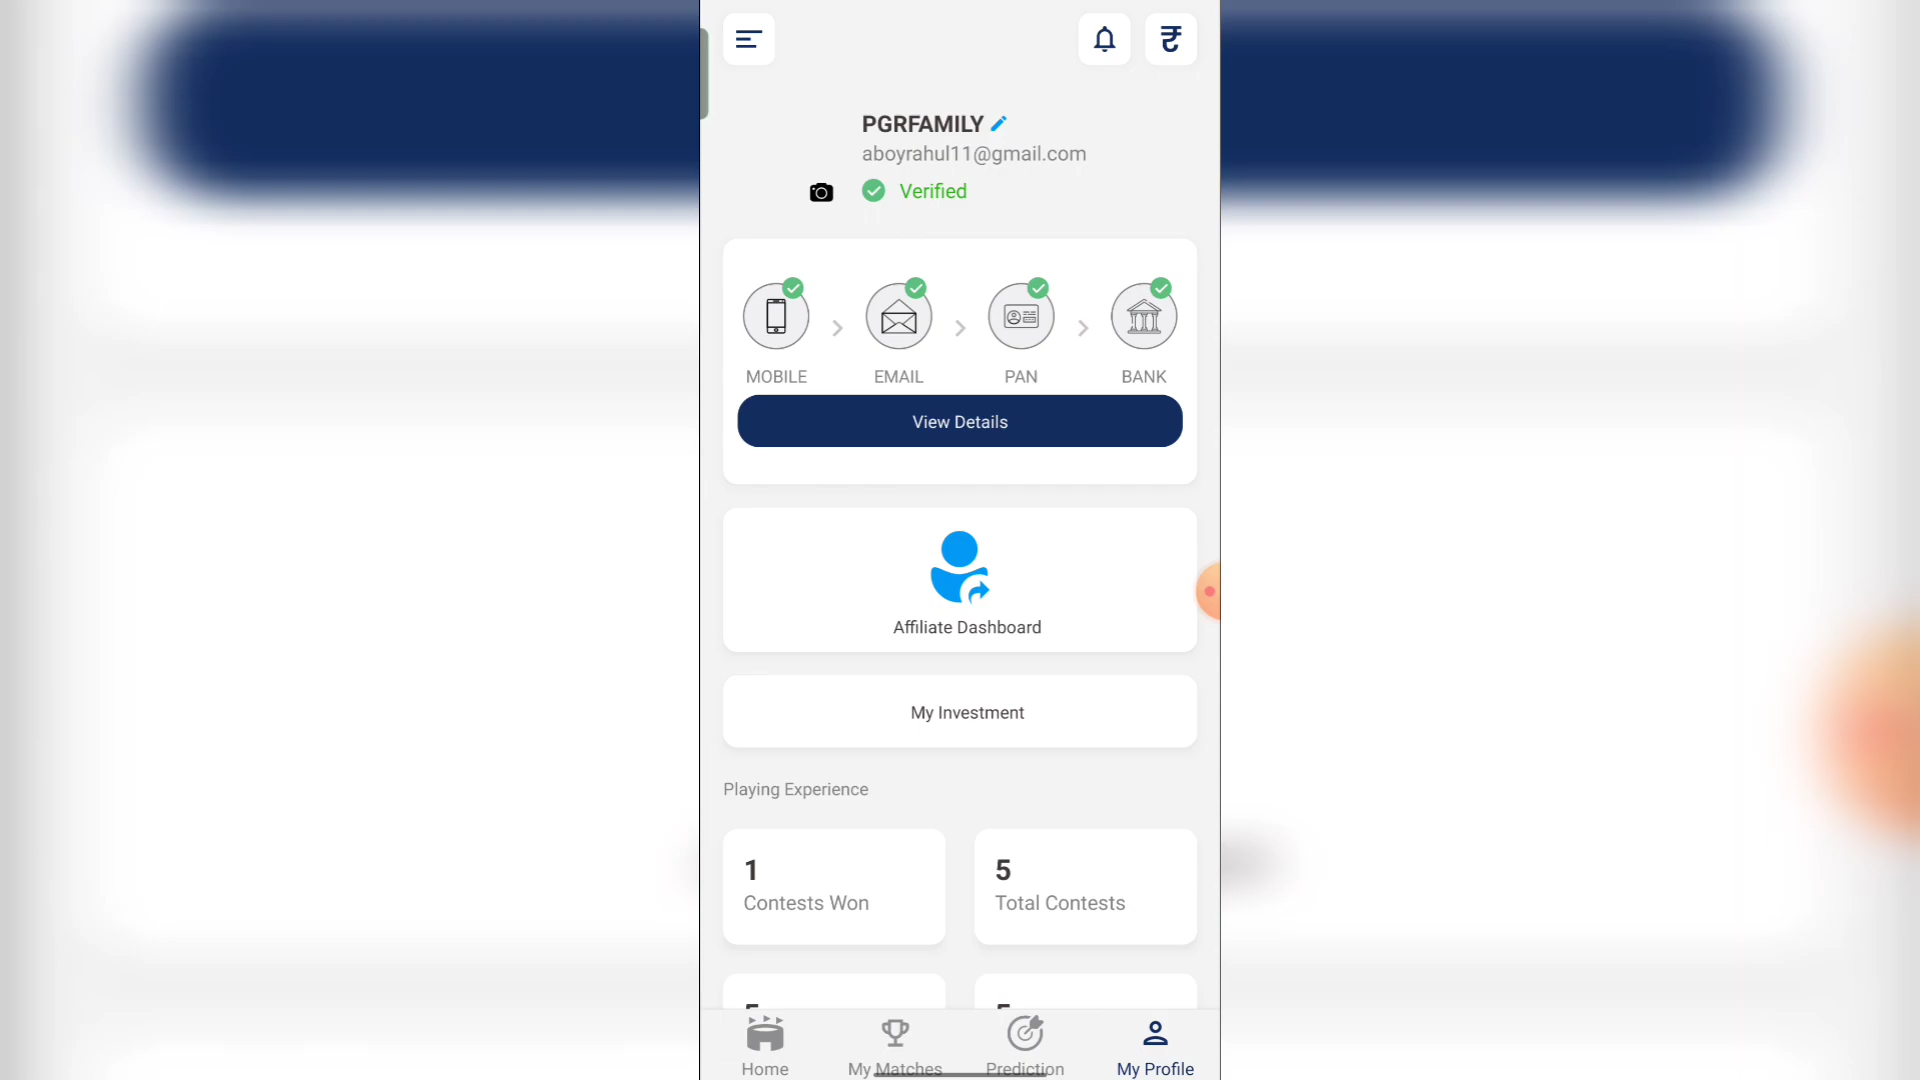 PGRFAMILY
aboyrahul11@gmail.com
Verified
MOBILE
EMAIL
PAN
BANK
View Details
Affiliate Dashboard
My Investment
Playing Experience
1
5
Contests Won
Total Contests
Home
My Matches
Prediction
My Profile